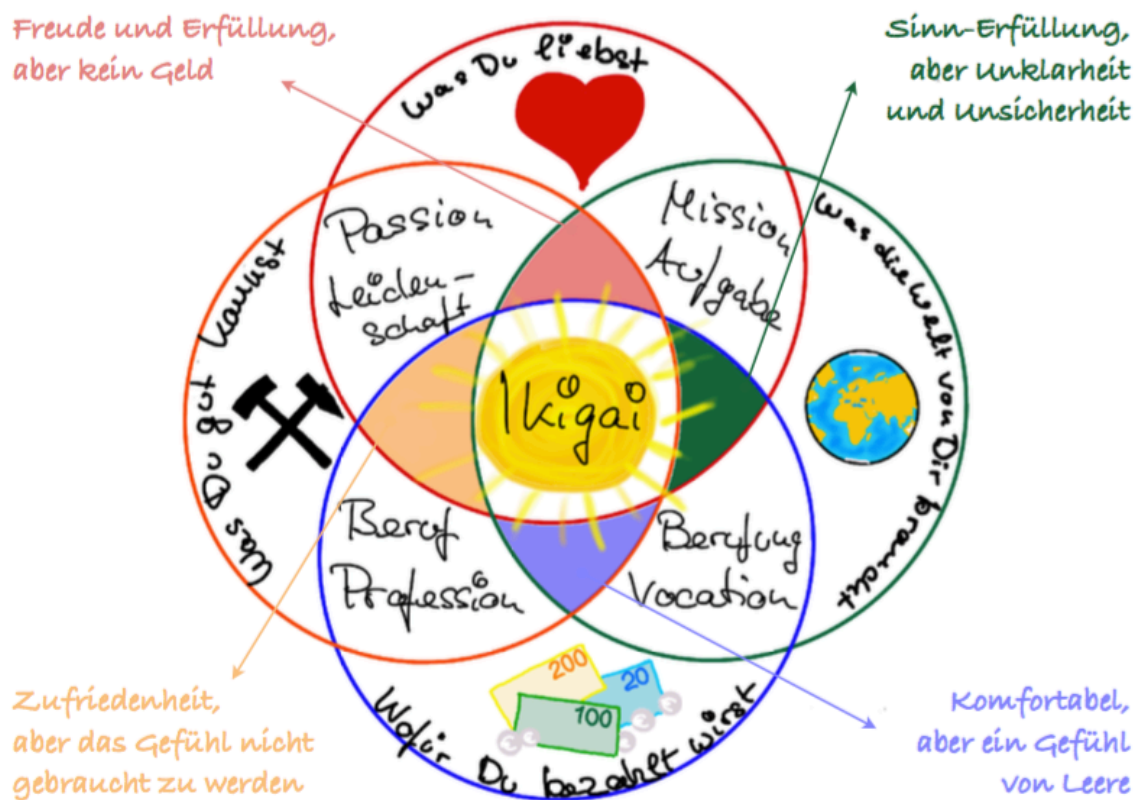 Freude und Erfüllung,
aber kein Geld
Sinn-Erfüllung,
aber Unklarheit
und Unsicherheit
Was Du liebst
Passion
Leiden-
schaft
Mission
Aufgabe
Was Du gut kannst
Was die Welt von Dir braucht
Ikigai
Beruf
Profession
Berufung
Vocation
200
20
100
Wofür Du bezahlt wirst
Zufriedenheit,
aber das Gefühl nicht
gebraucht zu werden
Komfortabel,
aber ein Gefühl
von Leere